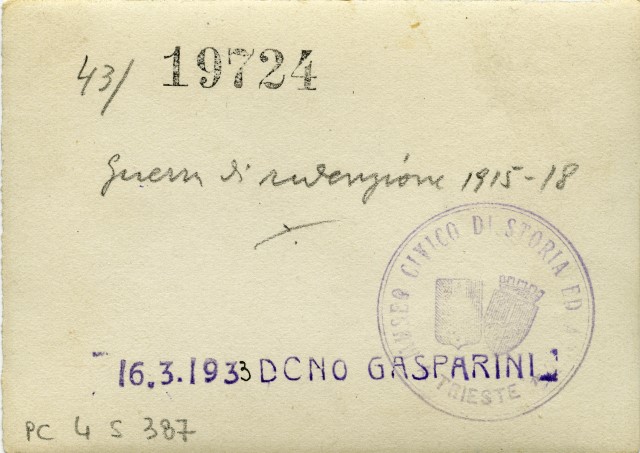 43/ 19724
Guerra di redenzione 1915-18
MUSEO CIVICO DI STORIA ED A
TRIESTE
16.3.1933 DCNO GASPARINI
PC 4 S 387